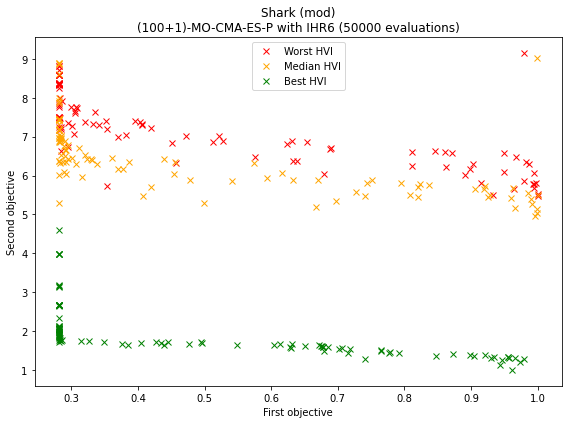 Shark (mod)
(100+1)-MO-CMA-ES-P with IHR6 (50000 evaluations)
Worst HVI
Median HVI
Best HVI
Second objective
9
8
7
6
5
4
3
2
1
0.3 0.4 0.5 0.6 0.7 0.8 0.9 1.0
First objective